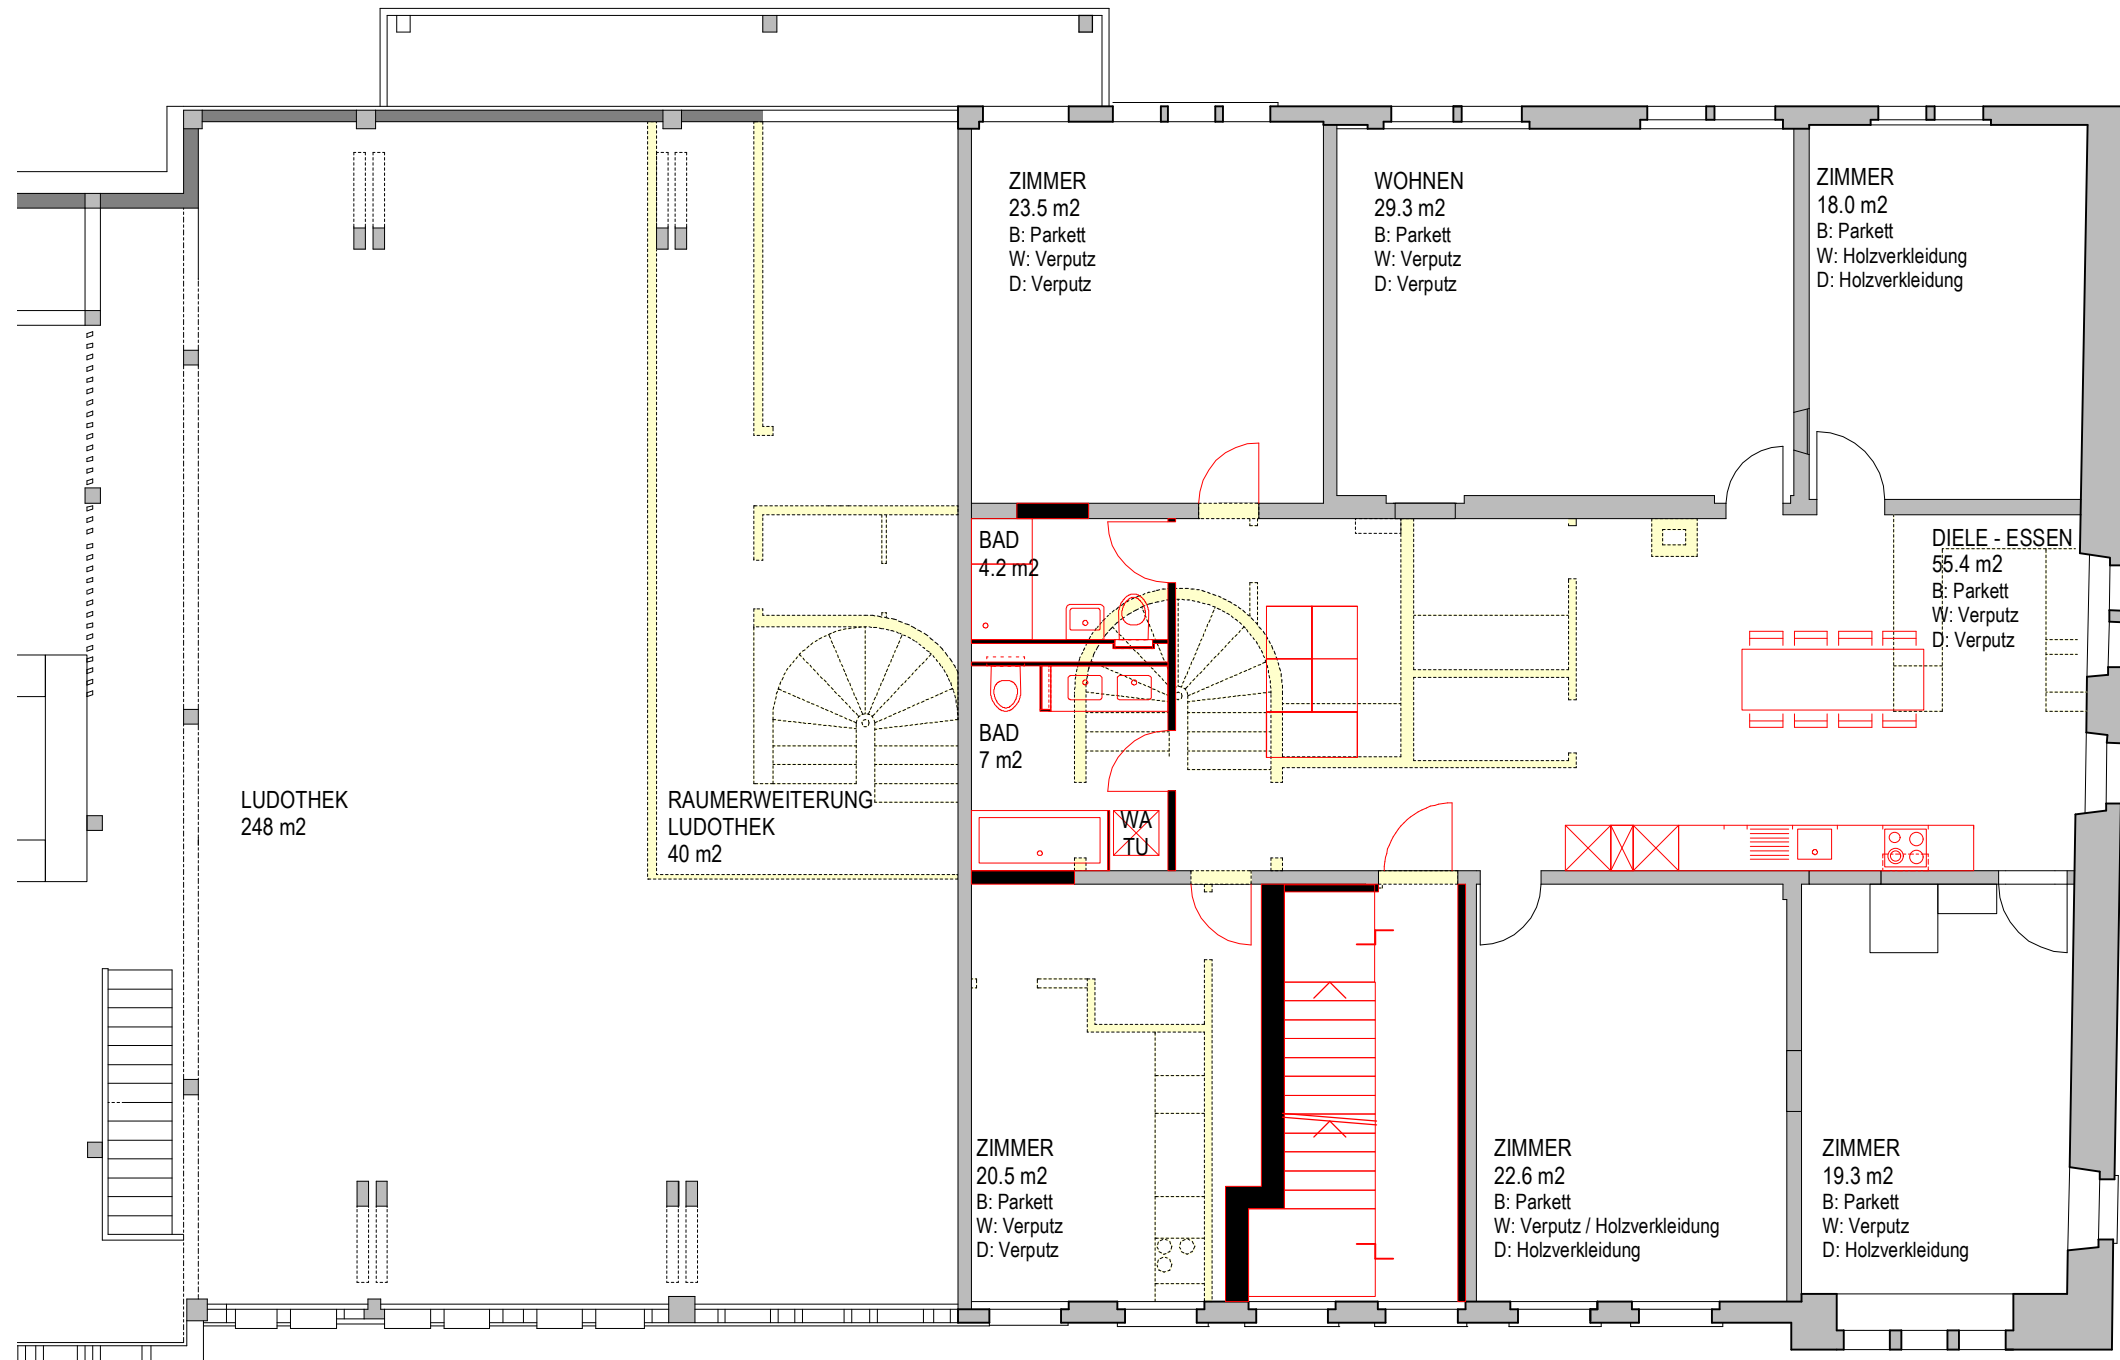 ZIMMER
23.5 m2
B: Parkett
W: Verputz
D: Verputz
WOHNEN
29.3 m2
B: Parkett
W: Verputz
D: Verputz
ZIMMER
18.0 m2
B: Parkett
W: Holzverkleidung
D: Holzverkleidung
BAD
4.2 m2
DIELE - ESSEN
55.4 m2
B: Parkett
W: Verputz
D: Verputz
BAD
7 m2
LUDOTHEK
248 m2
RAUMERWEITERUNG
LUDOTHEK
40 m2
WA
TU
ZIMMER
20.5 m2
B: Parkett
W: Verputz
D: Verputz
ZIMMER
22.6 m2
B: Parkett
W: Verputz / Holzverkleidung
D: Holzverkleidung
ZIMMER
19.3 m2
B: Parkett
W: Verputz
D: Holzverkleidung